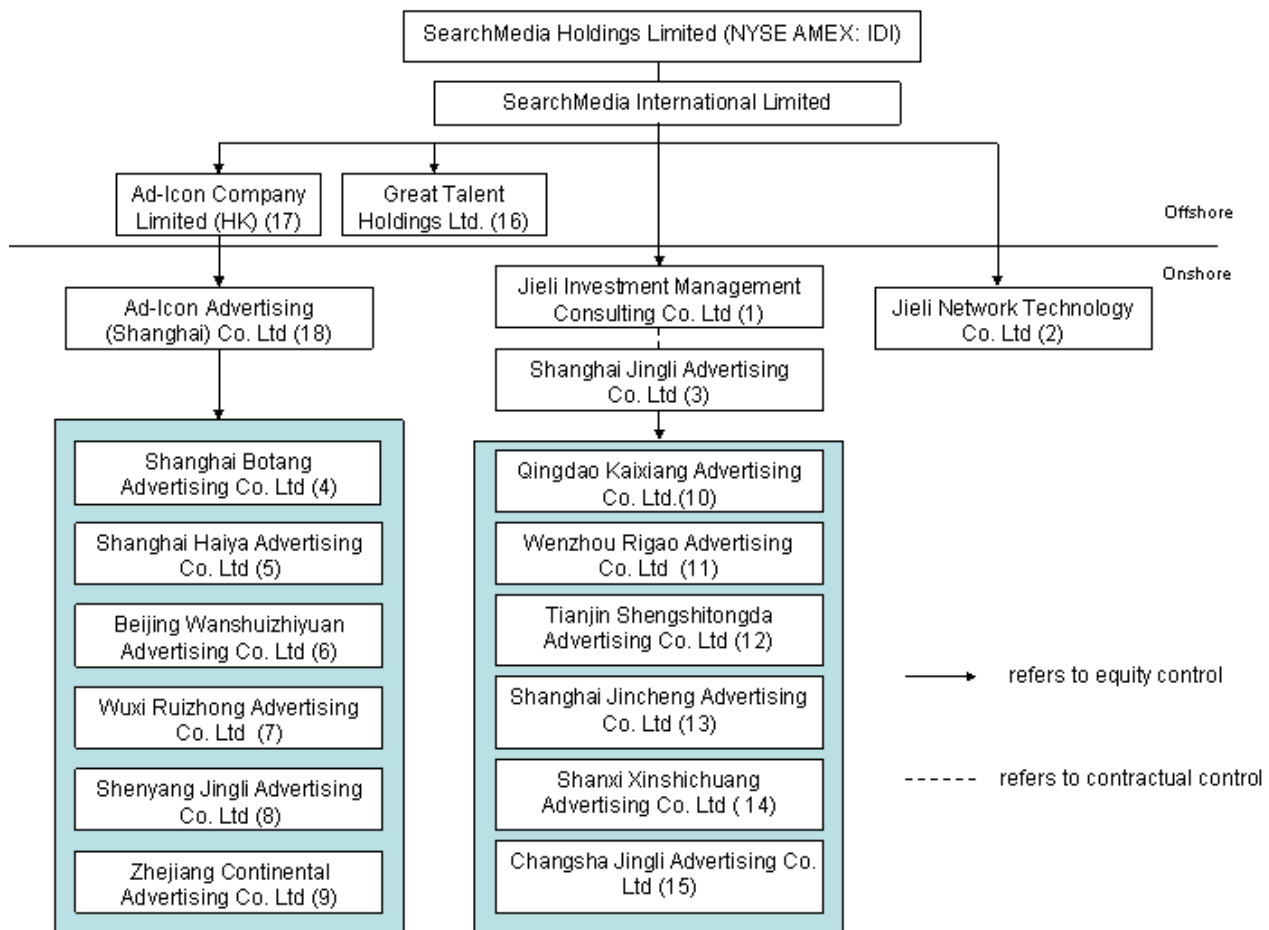 SearchMedia Holdings Limited (NYSE AMEX: IDI)
SearchMedia International Limited
Ad-Icon Company
Limited (HK) (17)
Great Talent
Holdings Ltd. (16)
Offshore
Onshore
Ad-Icon Advertising
(Shanghai) Co. Ltd (18)
Jieli Investment Management
Consulting Co. Ltd (1)
Jieli Network Technology
Co. Ltd (2)
Shanghai Jingli Advertising
Co. Ltd (3)
Shanghai Botang
Advertising Co. Ltd (4)
Shanghai Haiya Advertising
Co. Ltd (5)
Beijing Wanshuizhiyuan
Advertising Co. Ltd (6)
Wuxi Ruizhong Advertising
Co. Ltd (7)
Shenyang Jingli Advertising
Co. Ltd (8)
Zhejiang Continental
Advertising Co. Ltd (9)
Qingdao Kaixiang Advertising
Co. Ltd.(10)
Wenzhou Rigao Advertising
Co. Ltd (11)
Tianjin Shengshitongda
Advertising Co. Ltd (12)
Shanghai Jincheng Advertising
Co. Ltd (13)
Shanxi Xinshichuang
Advertising Co. Ltd ( 14)
Changsha Jingli Advertising Co.
Ltd (15)
refers to equity control
refers to contractual control